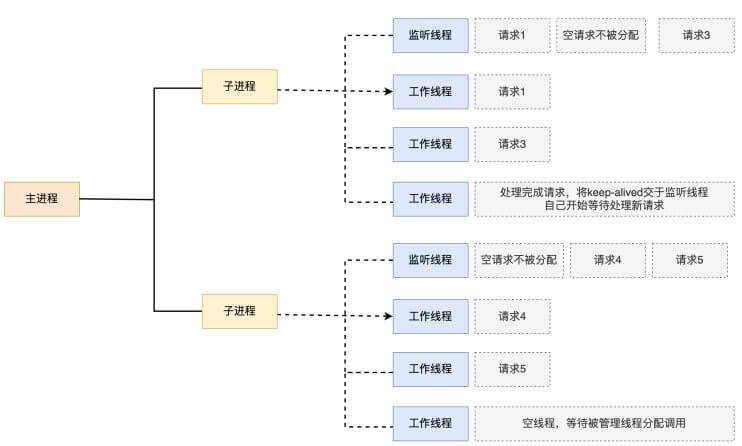 监听线程 请求1 空请求不被分配 请求3
子进程
工作线程 请求1
工作线程 请求3
主进程
工作线程 处理完成请求，将keep-alived交于监听线程
自己开始等待处理新请求
监听线程 空请求不被分配 请求4 请求5
子进程
工作线程 请求4
工作线程 请求5
工作线程 空线程，等待被管理线程分配调用